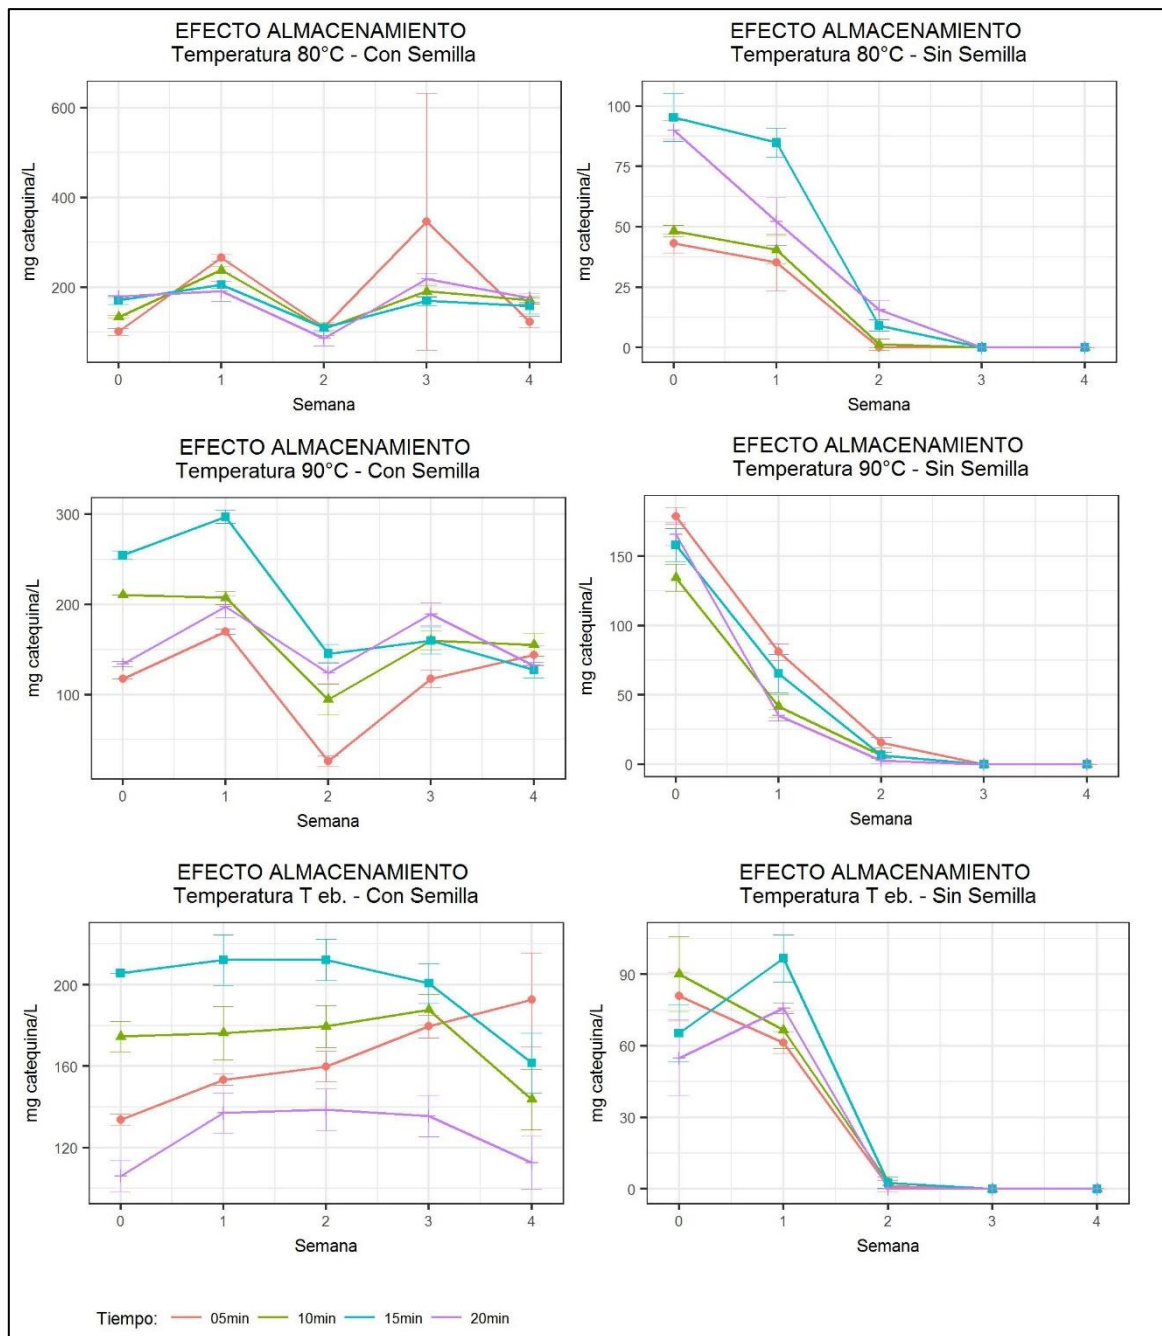 EFECTO ALMACENAMIENTO
Temperatura 80°C - Con Semilla
mg catequina/L
600
400
200
0 1 2 3 4
Semana
EFECTO ALMACENAMIENTO
Temperatura 80°C - Sin Semilla
mg catequina/L
100
75
50
25
0
0 1 2 3 4
Semana
EFECTO ALMACENAMIENTO
Temperatura 90°C - Con Semilla
mg catequina/L
300
200
100
0 1 2 3 4
Semana
EFECTO ALMACENAMIENTO
Temperatura 90°C - Sin Semilla
mg catequina/L
150
100
50
0
0 1 2 3 4
Semana
EFECTO ALMACENAMIENTO
Temperatura T eb. - Con Semilla
mg catequina/L
200
160
120
0 1 2 3 4
Semana
EFECTO ALMACENAMIENTO
Temperatura T eb. - Sin Semilla
mg catequina/L
90
60
30
0
0 1 2 3 4
Semana
Tiempo: 05min 10min 15min 20min